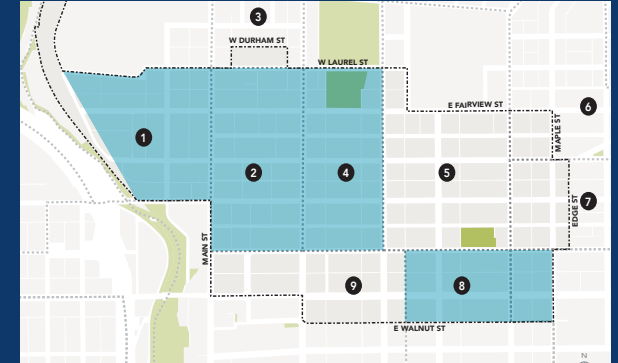 3
W DURHAM ST
W LAUREL ST
E FAIRVIEW ST
6
MAPLE ST
1
2
4
5
7
EDGE ST
MAIN ST
9
8
E WALNUT ST
N